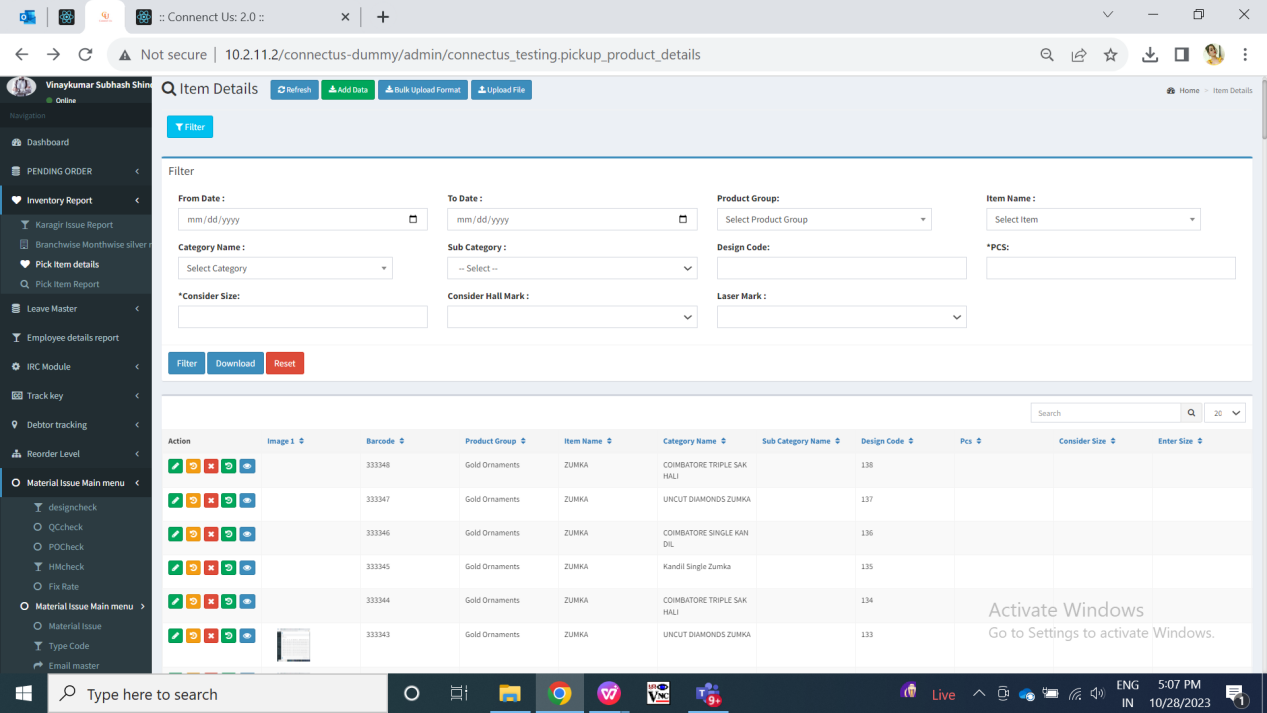 :: Connenct Us: 2.0 ::
Not secure
10.2.11.2/connectus-dummy/admin/connectus_testing.pickup_product_details
Vinaykumar Subhash Shin
Online
Navigation
Dashboard
PENDING ORDER
Inventory Report
Karagir Issue Report
Branchwise Monthwise silver r
Pick Item details
Pick Item Report
Leave Master
Employee details report
IRC Module
Track key
Debtor tracking
Reorder Level
Material Issue Main menu
designcheck
QCcheck
POCheck
HMcheck
Fix Rate
Material Issue Main menu
Material Issue
Type Code
Email master
Item Details
Refresh
Add Data
Bulk Upload Format
Upload File
Home > Item Details
Filter
Filter
From Date :
To Date :
Product Group:
Item Name :
mm/dd/yyyy
mm/dd/yyyy
Select Product Group
Select Item
Category Name :
Sub Category :
Design Code:
*PCS:
Select Category
-- Select --
*Consider Size:
Consider Hall Mark :
Laser Mark :
Filter
Download
Reset
Search
20
Action Image 1 Barcode Product Group Item Name Category Name Sub Category Name Design Code Pcs Consider Size Enter Size
333348 Gold Ornaments ZUMKA COIMBATORE TRIPLE SAK 138
HALI
333347 Gold Ornaments ZUMKA UNCUT DIAMONDS ZUMKA 137
333346 Gold Ornaments ZUMKA COIMBATORE SINGLE KAN 136
DIL
333345 Gold Ornaments ZUMKA Kandil Single Zumka 135
333344 Gold Ornaments ZUMKA COIMBATORE TRIPLE SAK 134
HALI
333343 Gold Ornaments ZUMKA UNCUT DIAMONDS ZUMKA 133
Activate Windows
Go to Settings to activate Windows.
Type here to search
VNC
9+
Live
ENG
IN
5:07 PM
10/28/2023
1